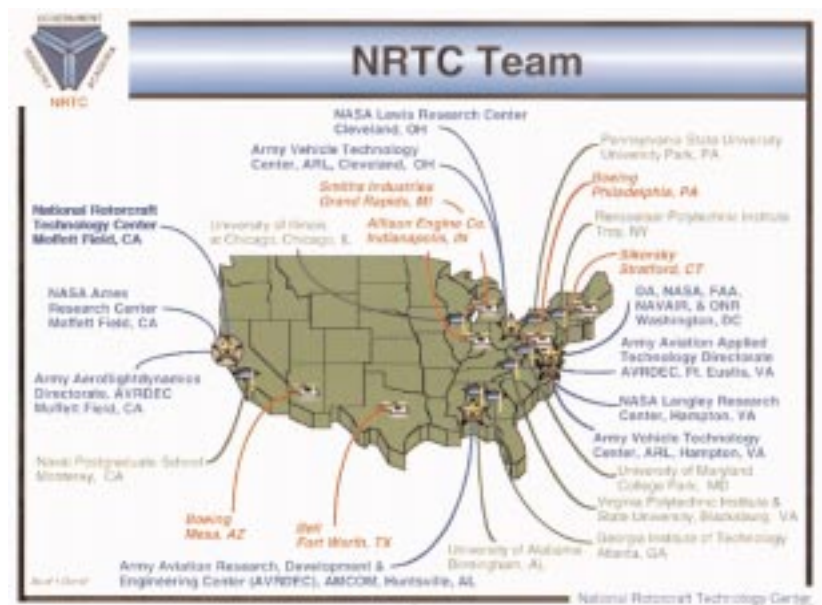 GOVERNMENT
INDUSTRY
ACADEMIA
NRTC
NRTC Team
NASA Lewis Research Center
Cleveland, OH
Army Vehicle Technology
Center, ARL, Cleveland, OH
Smiths Industries
Grand Rapids, MI
Allison Engine Co.
Indianapolis, IN
Pennsylvania State University
University Park, PA
Boeing
Philadelphia, PA
Rensselaer Polytechnic Institute
Troy, NY
Sikorsky
Stratford, CT
National Rotorcraft
Technology Center
Moffett Field, CA
University of Illinois
at Chicago, Chicago, IL
NASA Ames
Research Center
Moffett Field, CA
OA, NASA, FAA,
NAVAIR, & ONR
Washington, DC
Army Aviation Applied
Technology Directorate
AVRDEC, Ft. Eustis, VA
Army Aeroflightdynamics
Directorate, AVRDEC
Moffett Field, CA
NASA Langley Research
Center, Hampton, VA
Army Vehicle Technology
Center, ARL, Hampton, VA
Naval Postgraduate School
Monterey, CA
University of Maryland
College Park, MD
Virginia Polytechnic Institute &
State University, Blacksburg, VA
Boeing
Mesa, AZ
Bell
Fort Worth, TX
University of Alabama
Birmingham, AL
Georgia Institute of Technology
Atlanta, GA
Army Aviation Research, Development &
Engineering Center (AVRDEC), AMCOM, Huntsville, AL
National Rotorcraft Technology Center